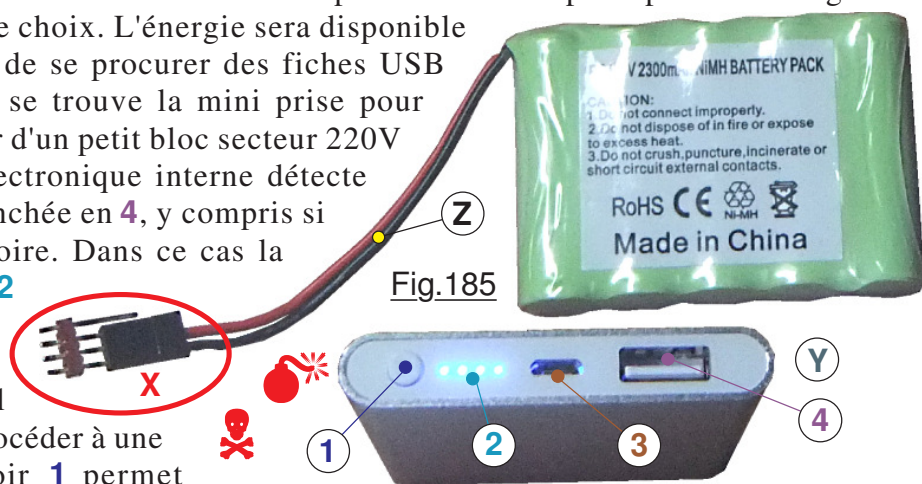 e choix. L'énergie sera disponible
de se procurer des fiches USB
se trouve la mini prise pour
r d'un petit bloc secteur 220V
ectronique interne détecte
nchée en 4, y compris si
oire. Dans ce cas la
2
océder à une
oir 1 permet
Z
Fig.185
X
Y
1
2
3
4
V 2300m NiMH BATTERY PACK
CAUTION:
1.Do not connect improperly.
2.Do not dispose of in fire or expose
to excess heat.
3.Do not crush,puncture,incinerate or
short circuit external contacts.
RoHS CE
NI-MH
Made in China